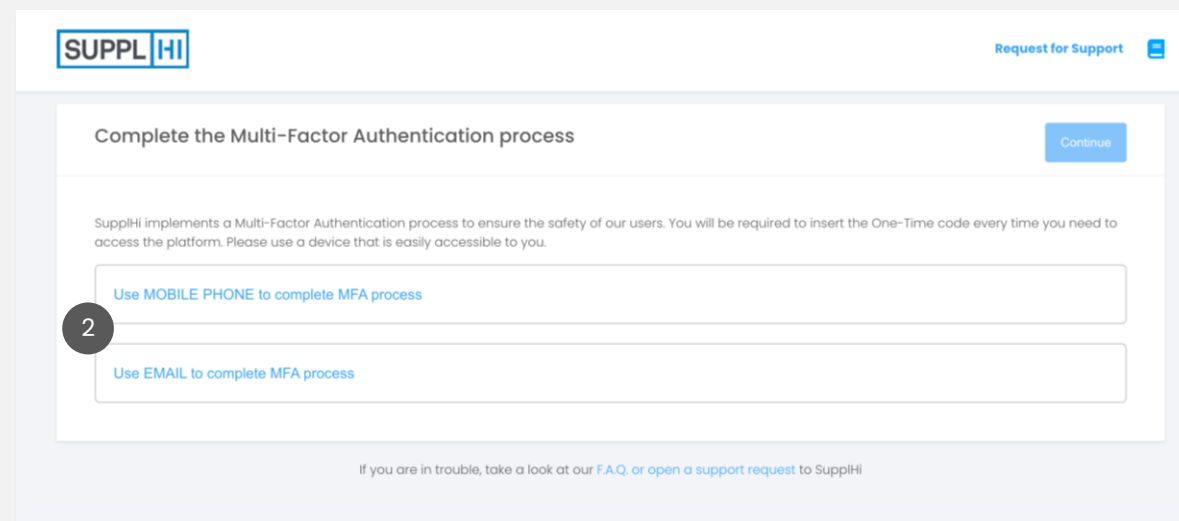 SUPPLHI
Request for Support
Complete the Multi-Factor Authentication process
Continue
SupplHi implements a Multi-Factor Authentication process to ensure the safety of our users. You will be required to insert the One-Time code every time you need to
access the platform. Please use a device that is easily accessible to you.
Use MOBILE PHONE to complete MFA process
2
Use EMAIL to complete MFA process
If you are in trouble, take a look at our F.A.Q. or open a support request to SupplHi